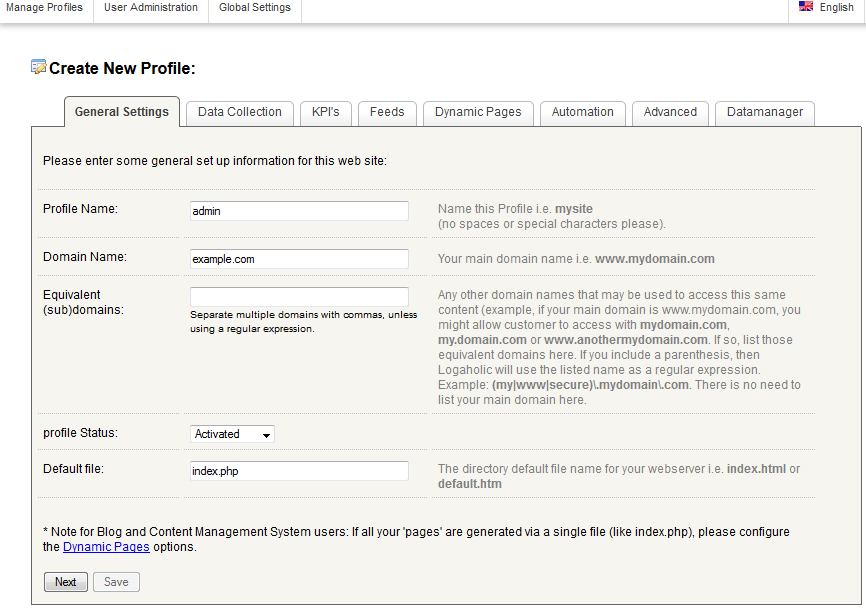 Manage Profiles User Administration Global Settings English
Create New Profile:
General Settings Data Collection KPI's Feeds Dynamic Pages Automation Advanced Datamanager
Please enter some general set up information for this web site:
Profile Name:
admin
Name this Profile i.e. mysite
(no spaces or special characters please).
Domain Name:
example.com
Your main domain name i.e. www.mydomain.com
Equivalent
(sub)domains:
Separate multiple domains with commas, unless
using a regular expression.
Any other domain names that may be used to access this same
content (example, if your main domain is www.mydomain.com, you
might allow customer to access with mydomain.com,
my.domain.com or www.anothermydomain.com. If so, list those
equivalent domains here. If you include a parenthesis, then
Logaholic will use the listed name as a regular expression.
Example: (my|www|secure)\.mydomain\.com. There is no need to
list your main domain here.
profile Status:
Activated
Default file:
index.php
The directory default file name for your webserver i.e. index.html or
default.htm
* Note for Blog and Content Management System users: If all your 'pages' are generated via a single file (like index.php), please configure
the Dynamic Pages options.
Next Save